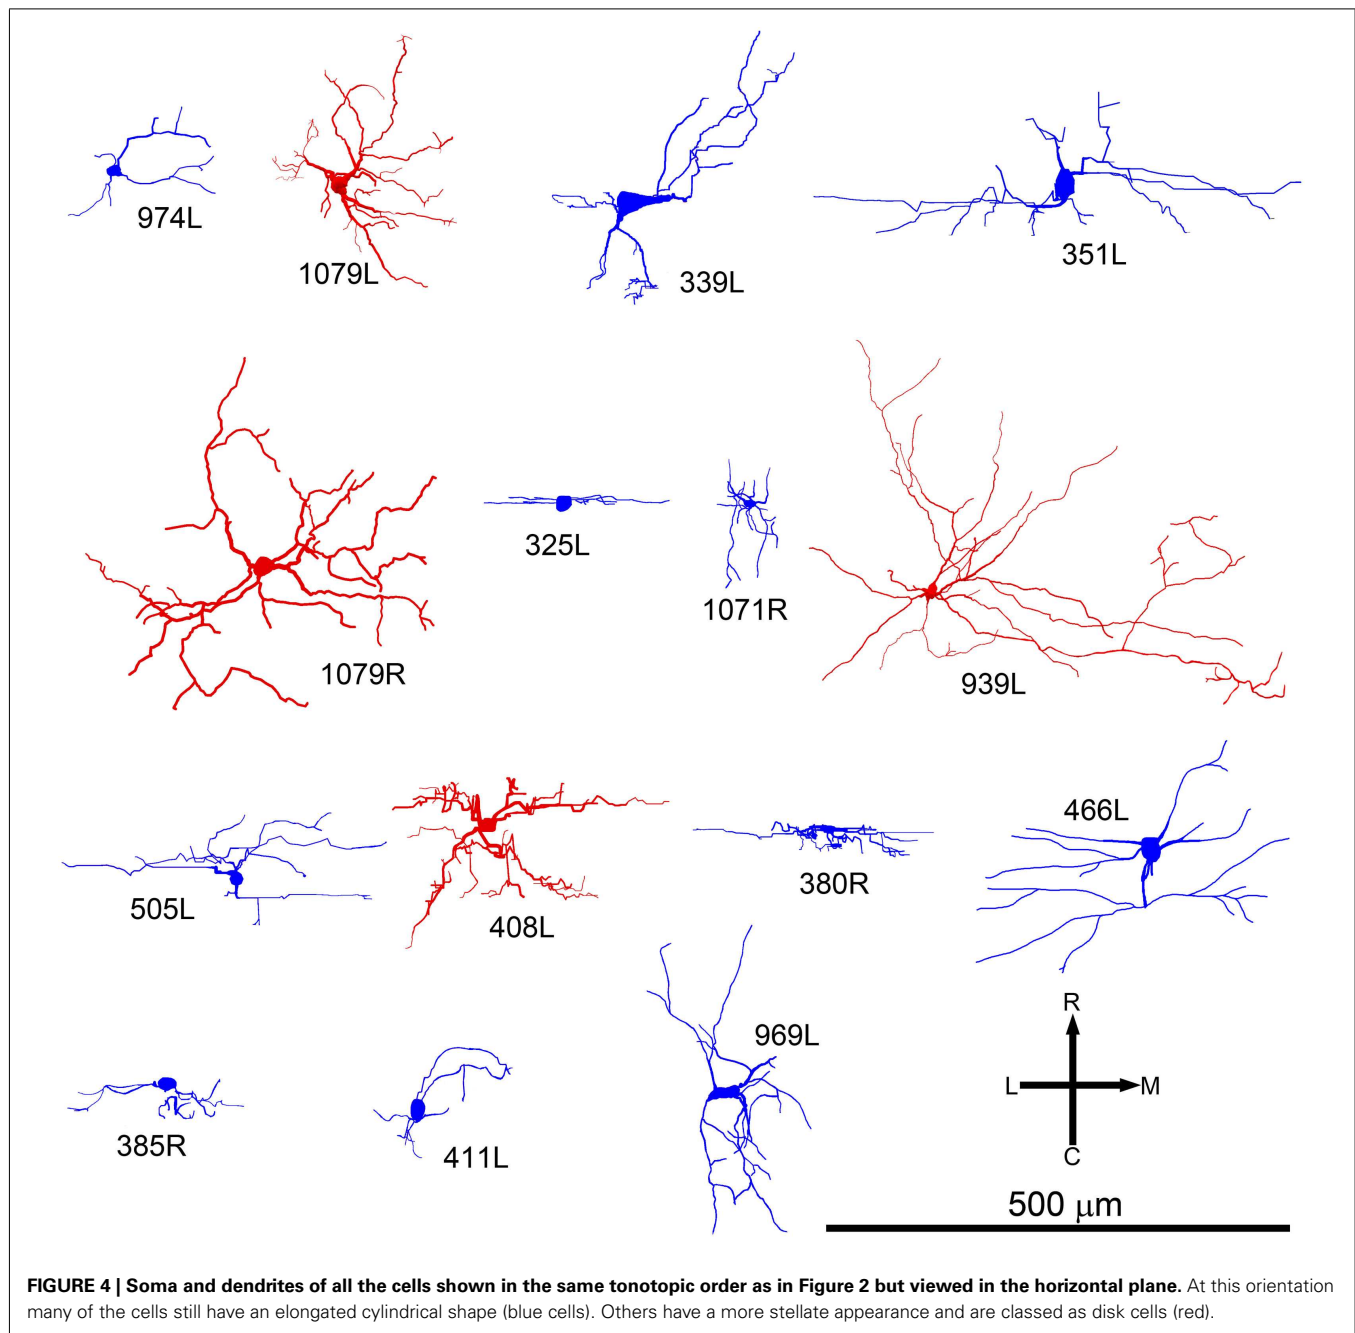 974L
1079L
339L
351L
1079R
325L
1071R
939L
505L
408L
380R
466L
385R
411L
969L
R
L M
C
500 μm
FIGURE 4 | Soma and dendrites of all the cells shown in the same tonotopic order as in Figure 2 but viewed in the horizontal plane. At this orientation
many of the cells still have an elongated cylindrical shape (blue cells). Others have a more stellate appearance and are classed as disk cells (red).